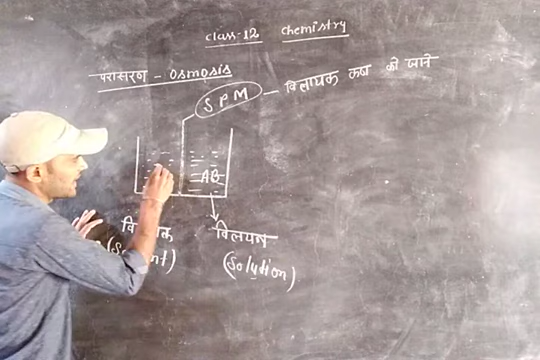 class-12 chemistry
परासरण - Osmosis
SPM - विलायक कण को जाने
AB
विलयन
(Solution)